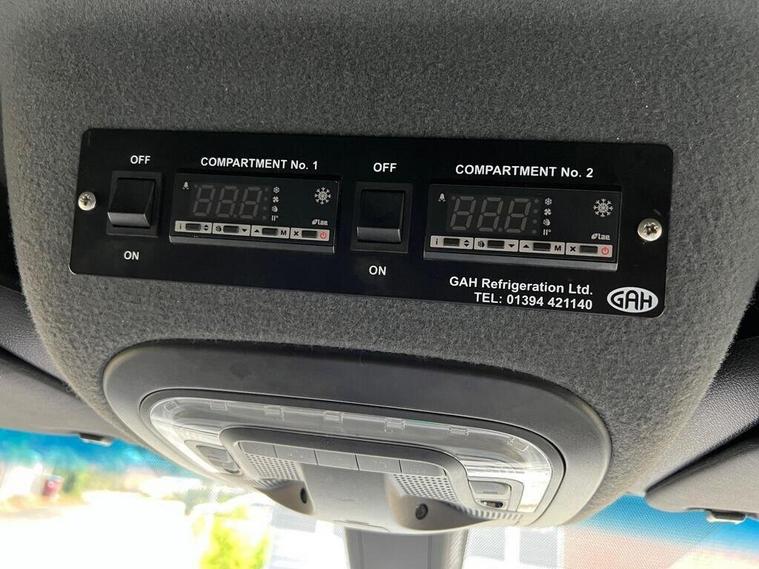 OFF
COMPARTMENT No. 1
OFF
COMPARTMENT No. 2
i
M
X
i
M
X
ON
ON
GAH Refrigeration Ltd.
TEL: 01394 421140
GAH